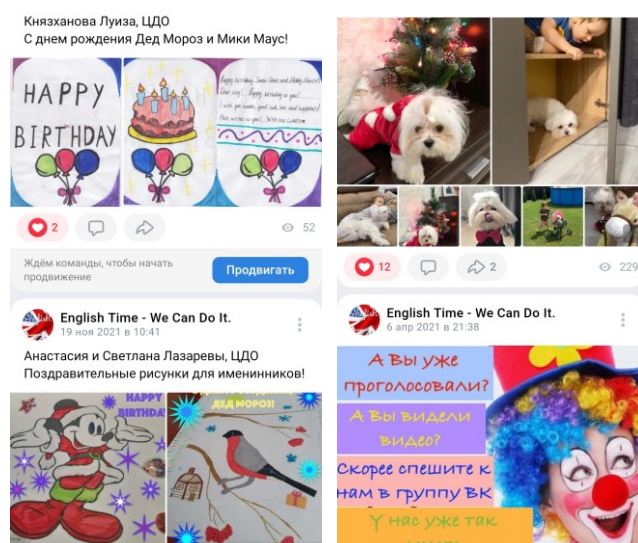 Князханова Луиза, ЦДО
С днем рождения Дед Мороз и Мики Маус!
HAPPY
BIRTHDAY
2
52
Ждём команды, чтобы начать
продвижение
Продвигать
English Time - We Can Do It.
19 ноя 2021 в 10:41
Анастасия и Светлана Лазаревы, ЦДО
Поздравительные рисунки для именинников!
HAPPY
BIRTHDA
ДЕД МОРОЗ!
12
2
229
English Time - We Can Do It.
6 апр 2021 в 21:38
А Вы уже
проголосовали?
А Вы видели
видео?
Скорее спешите к
нам в группу ВК
У нас уже так